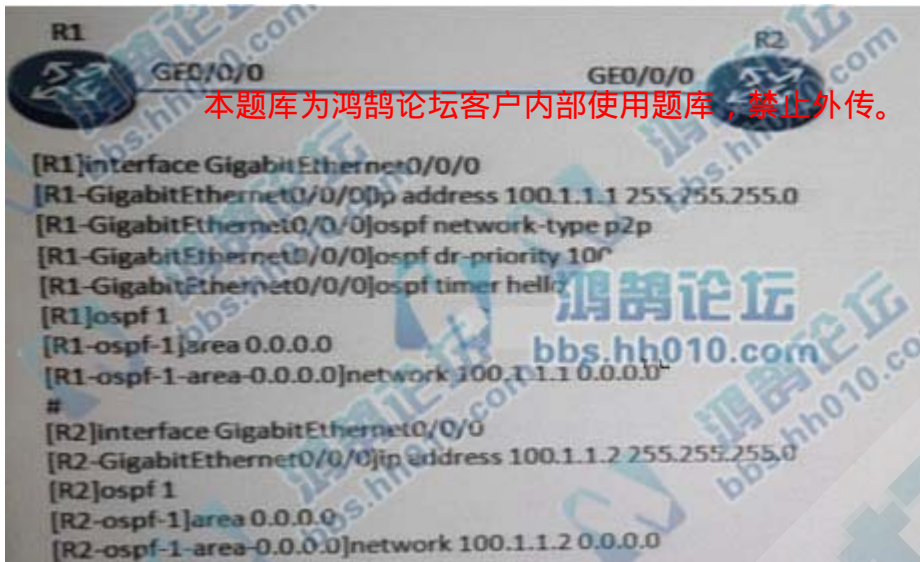 R1
R2
GE0/0/0
GE0/0/0
本题库为鸿鹄论坛客户内部使用题库，禁止外传。
[R1]interface GigabitEthernet0/0/0
[R1-GigabitEthernet0/0/0]ip address 100.1.1.1 255.255.255.0
[R1-GigabitEthernet0/0/0]ospf network-type p2p
[R1-GigabitEthernet0/0/0]ospf dr-priority
[R1-GigabitEthernet0/0/0]ospf timer hello
鸿鹄论坛
[R1]ospf 1
[R1-ospf-1]area 0.0.0.0
bbs.hh010.com
[R1-ospf-1-area-0.0.0.0]network 100.1.1.1 0.0.0.0
#
[R2]interface GigabitEthernet0/0/0
[R2-GigabitEthernet0/0/0]ip address 100.1.1.2 255.255.255.0
[R2]ospf 1
[R2-ospf-1]area 0.0.0.0
[R2-ospf-1-area-0.0.0.0]network 100.1.1.2 0.0.0.0